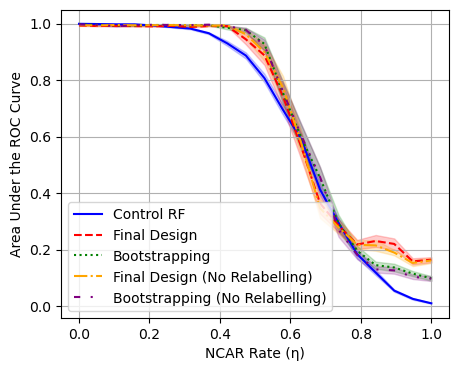 1.0
0.8
0.6
0.4
0.2
0.0
Area Under the ROC Curve
Control RF
Final Design
Bootstrapping
Final Design (No Relabelling)
Bootstrapping (No Relabelling)
0.0 0.2 0.4 0.6 0.8 1.0
NCAR Rate (η)